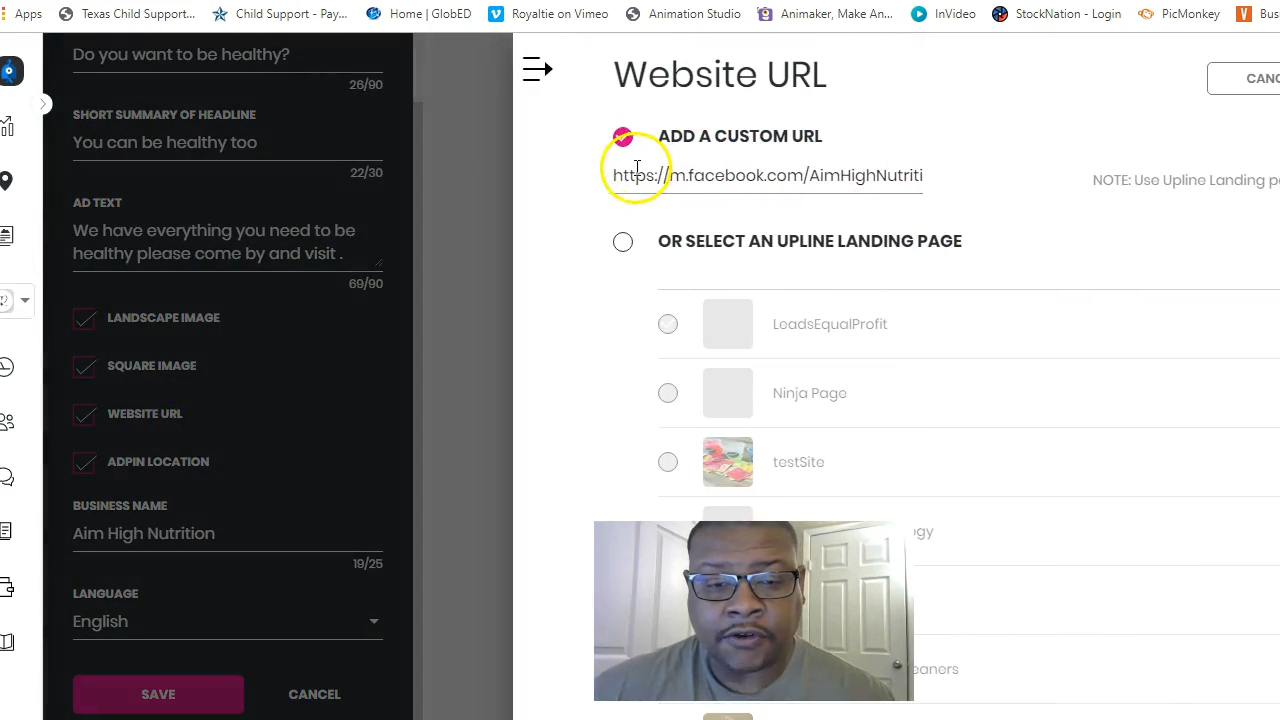 Apps
Texas Child Support...
Child Support - Pay...
Home | GlobED
Royaltie on Vimeo
Animation Studio
Animaker, Make An...
InVideo
StockNation - Login
PicMonkey
Do you want to be healthy?
26/90
SHORT SUMMARY OF HEADLINE
You can be healthy too
22/30
AD TEXT
We have everything you need to be
healthy please come by and visit .
69/90
LANDSCAPE IMAGE
SQUARE IMAGE
WEBSITE URL
ADPIN LOCATION
BUSINESS NAME
Aim High Nutrition
19/25
LANGUAGE
English
SAVE
CANCEL
Website URL
ADD A CUSTOM URL
https://m.facebook.com/AimHighNutriti
NOTE: Use Upline Landing
OR SELECT AN UPLINE LANDING PAGE
LeadsEqualProfit
Ninja Page
testSite